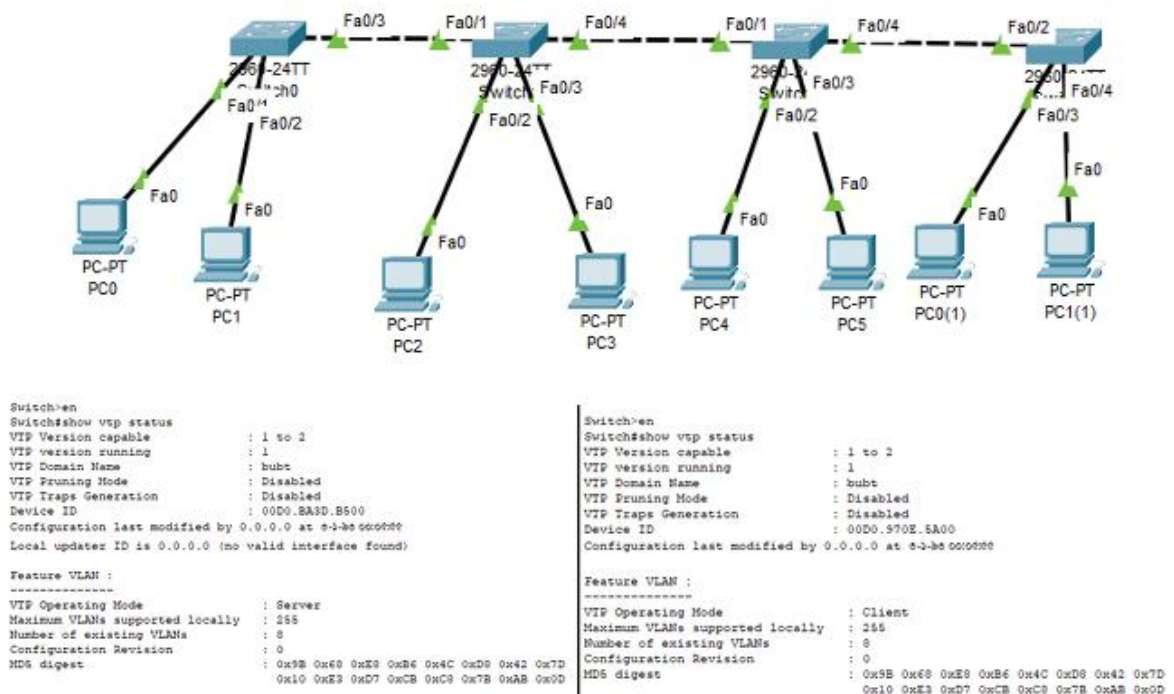 Fa0/3 Fa0/1 Fa0/4 Fa0/1 Fa0/4 Fa0/2
2960-24TT
Switch0
Fa0/2
Switch
Fa0/3
Fa0/2
Fa0/3
Fa0/2
Fa0/4
Fa0/3
Fa0 Fa0 Fa0 Fa0 Fa0 Fa0 Fa0 Fa0
PC-PT
PC0
PC-PT
PC1
PC-PT
PC2
PC-PT
PC3
PC-PT
PC4
PC-PT
PC5
PC-PT
PC0(1)
PC-PT
PC1(1)
Switch>en
Switch#show vtp status
VTP Version capable : 1 to 2
VTP version running : 1
VTP Domain Name : bubt
VTP Pruning Mode : Disabled
VTP Traps Generation : Disabled
Device ID : 00D0.BA3D.B500
Configuration last modified by 0.0.0.0 at
Local updater ID is 0.0.0.0 (no valid interface found)
Feature VLAN :
--------------
VTP Operating Mode : Server
Maximum VLANs supported locally : 255
Number of existing VLANs : 8
Configuration Revision : 0
MD5 digest : 0x9B 0x68 0xE8 0xB6 0x4C 0xD8 0x42 0x7D
0x10 0xE3 0xD7 0xCB 0xC8 0x7B 0xAB 0x0D
Switch>en
Switch#show vtp status
VTP Version capable : 1 to 2
VTP version running : 1
VTP Domain Name : bubt
VTP Pruning Mode : Disabled
VTP Traps Generation : Disabled
Device ID : 00D0.970E.5A00
Configuration last modified by 0.0.0.0 at
Feature VLAN :
--------------
VTP Operating Mode : Client
Maximum VLANs supported locally : 255
Number of existing VLANs : 8
Configuration Revision : 0
MD5 digest : 0x9B 0x68 0xE8 0xB6 0x4C 0xD8 0x42 0x7D
0x10 0xE3 0xD7 0xCB 0xC8 0x7B 0xAB 0x0D